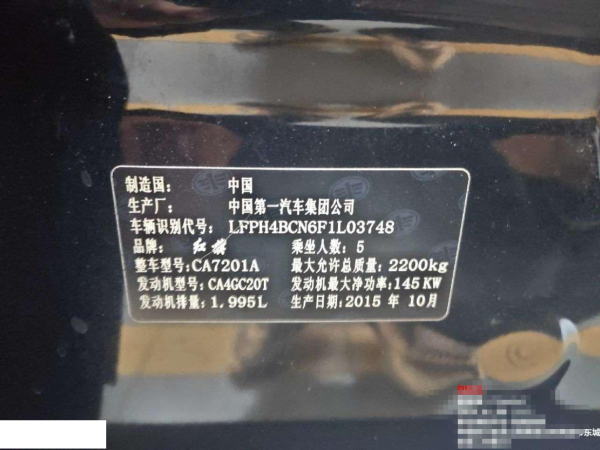 制造国： 中国
生产厂： 中国第一汽车集团公司
车辆识别代号： LFPH4BCN6F1L03748
品牌： 红旗 乘坐人数：5
整车型号：CA7201A 最大允许总质量：2200kg
发动机型号：CA4GC20T 发动机最大净功率：145KW
发动机排量：1.995L 生产日期：2015 年 10月
东城